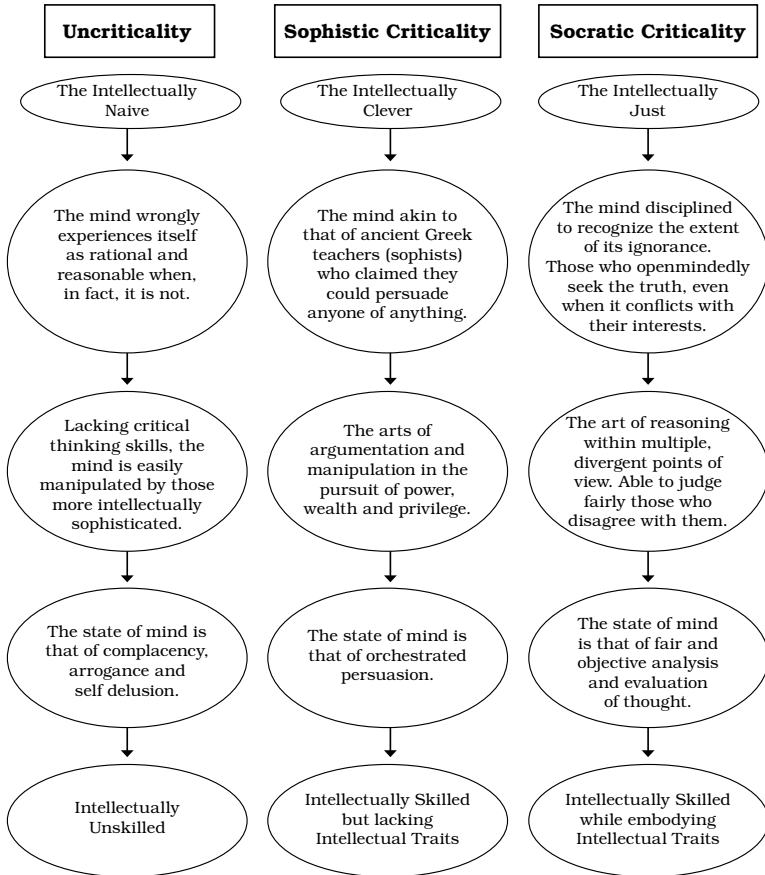 Uncriticality
The Intellectually
Naive
The mind wrongly
experiences itself
as rational and
reasonable when,
in fact, it is not.
Lacking critical
thinking skills, the
mind is easily
manipulated by those
more intellectually
sophisticated.
The state of mind is
that of complacency,
arrogance and
self delusion.
Intellectually
Unskilled
Sophistic Criticality
The Intellectually
Clever
The mind akin to
that of ancient Greek
teachers (sophists)
who claimed they
could persuade
anyone of anything.
The arts of
argumentation and
manipulation in the
pursuit of power,
wealth and privilege.
The state of mind is
that of orchestrated
persuasion.
Intellectually Skilled
but lacking
Intellectual Traits
Socratic Criticality
The Intellectually
Just
The mind disciplined
to recognize the extent
of its ignorance.
Those who openmindedly
seek the truth, even
when it conflicts with
their interests.
The art of reasoning
within multiple,
divergent points of
view. Able to judge
fairly those who
disagree with them.
The state of mind
is that of fair and
objective analysis
and evaluation
of thought.
Intellectually Skilled
while embodying
Intellectual Traits